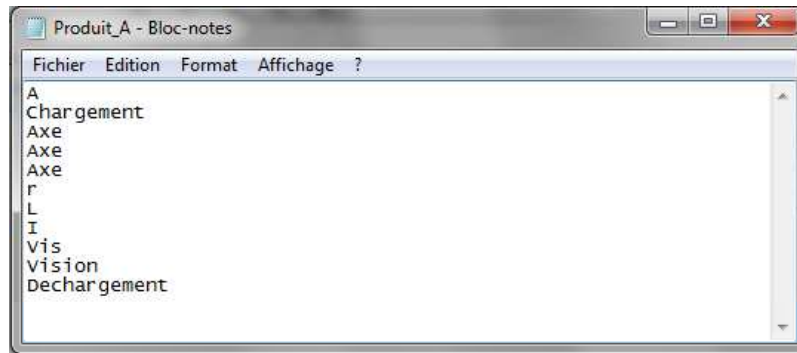 Produit_A - Bloc-notes
Fichier Edition Format Affichage ?
A
Chargement
Axe
Axe
Axe
r
L
I
Vis
Vision
Dechargement